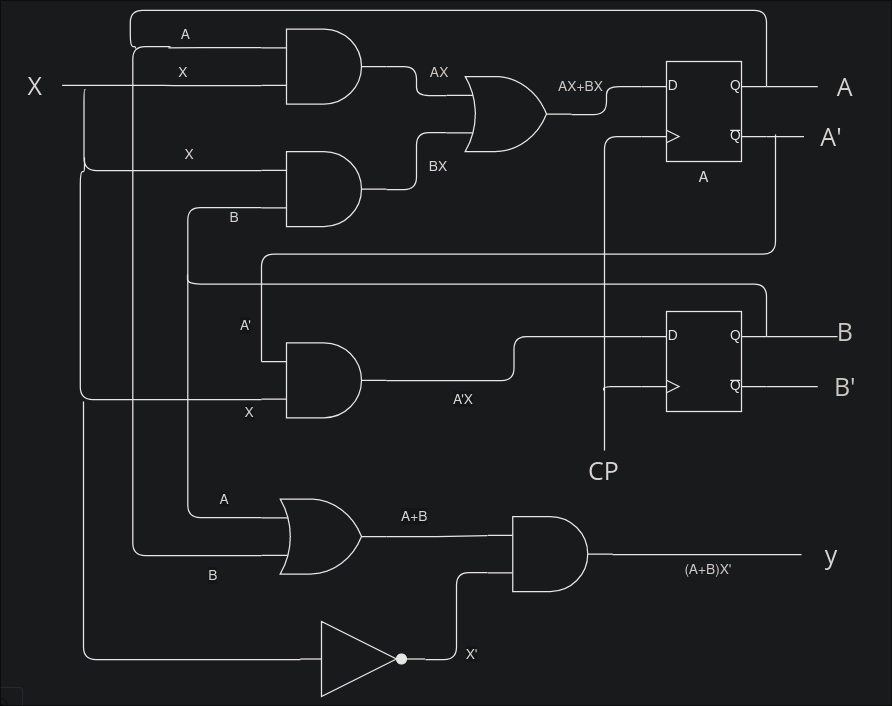 A
X
X
AX
AX+BX
D
Q
A
Q
A'
A
X
B
BX
A'
X
A'X
D
Q
B
Q
B'
CP
A
A+B
B
(A+B)X'
y
X'